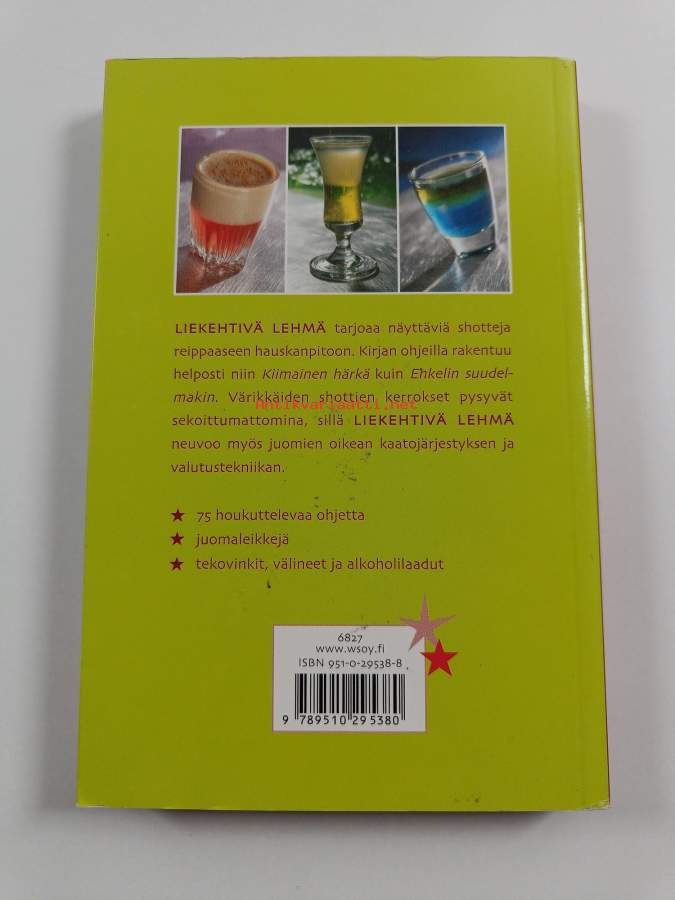 LIEKEHTIVÄ LEHMÄ tarjoaa näyttäviä shotteja
reippaaseen hauskanpitoon. Kirjan ohjeilla rakentuu
helposti niin Kiimainen härkä kuin Ehkelin suudel-
makin. Värikkäiden shottien kerrokset pysyvät
Antikvariaatti.net
sekoittumattomina, sillä LIEKEHTIVÄ LEHMÄ
neuvoo myös juomien oikean kaatojärjestyksen ja
valutustekniikan.
★ 75 houkuttelevaa ohjetta
★ juomaleikkejä
★ tekovinkit, välineet ja alkoholilaadut
6827
www.wsoy.fi
ISBN 951-0-29538-8
9 789510 295380